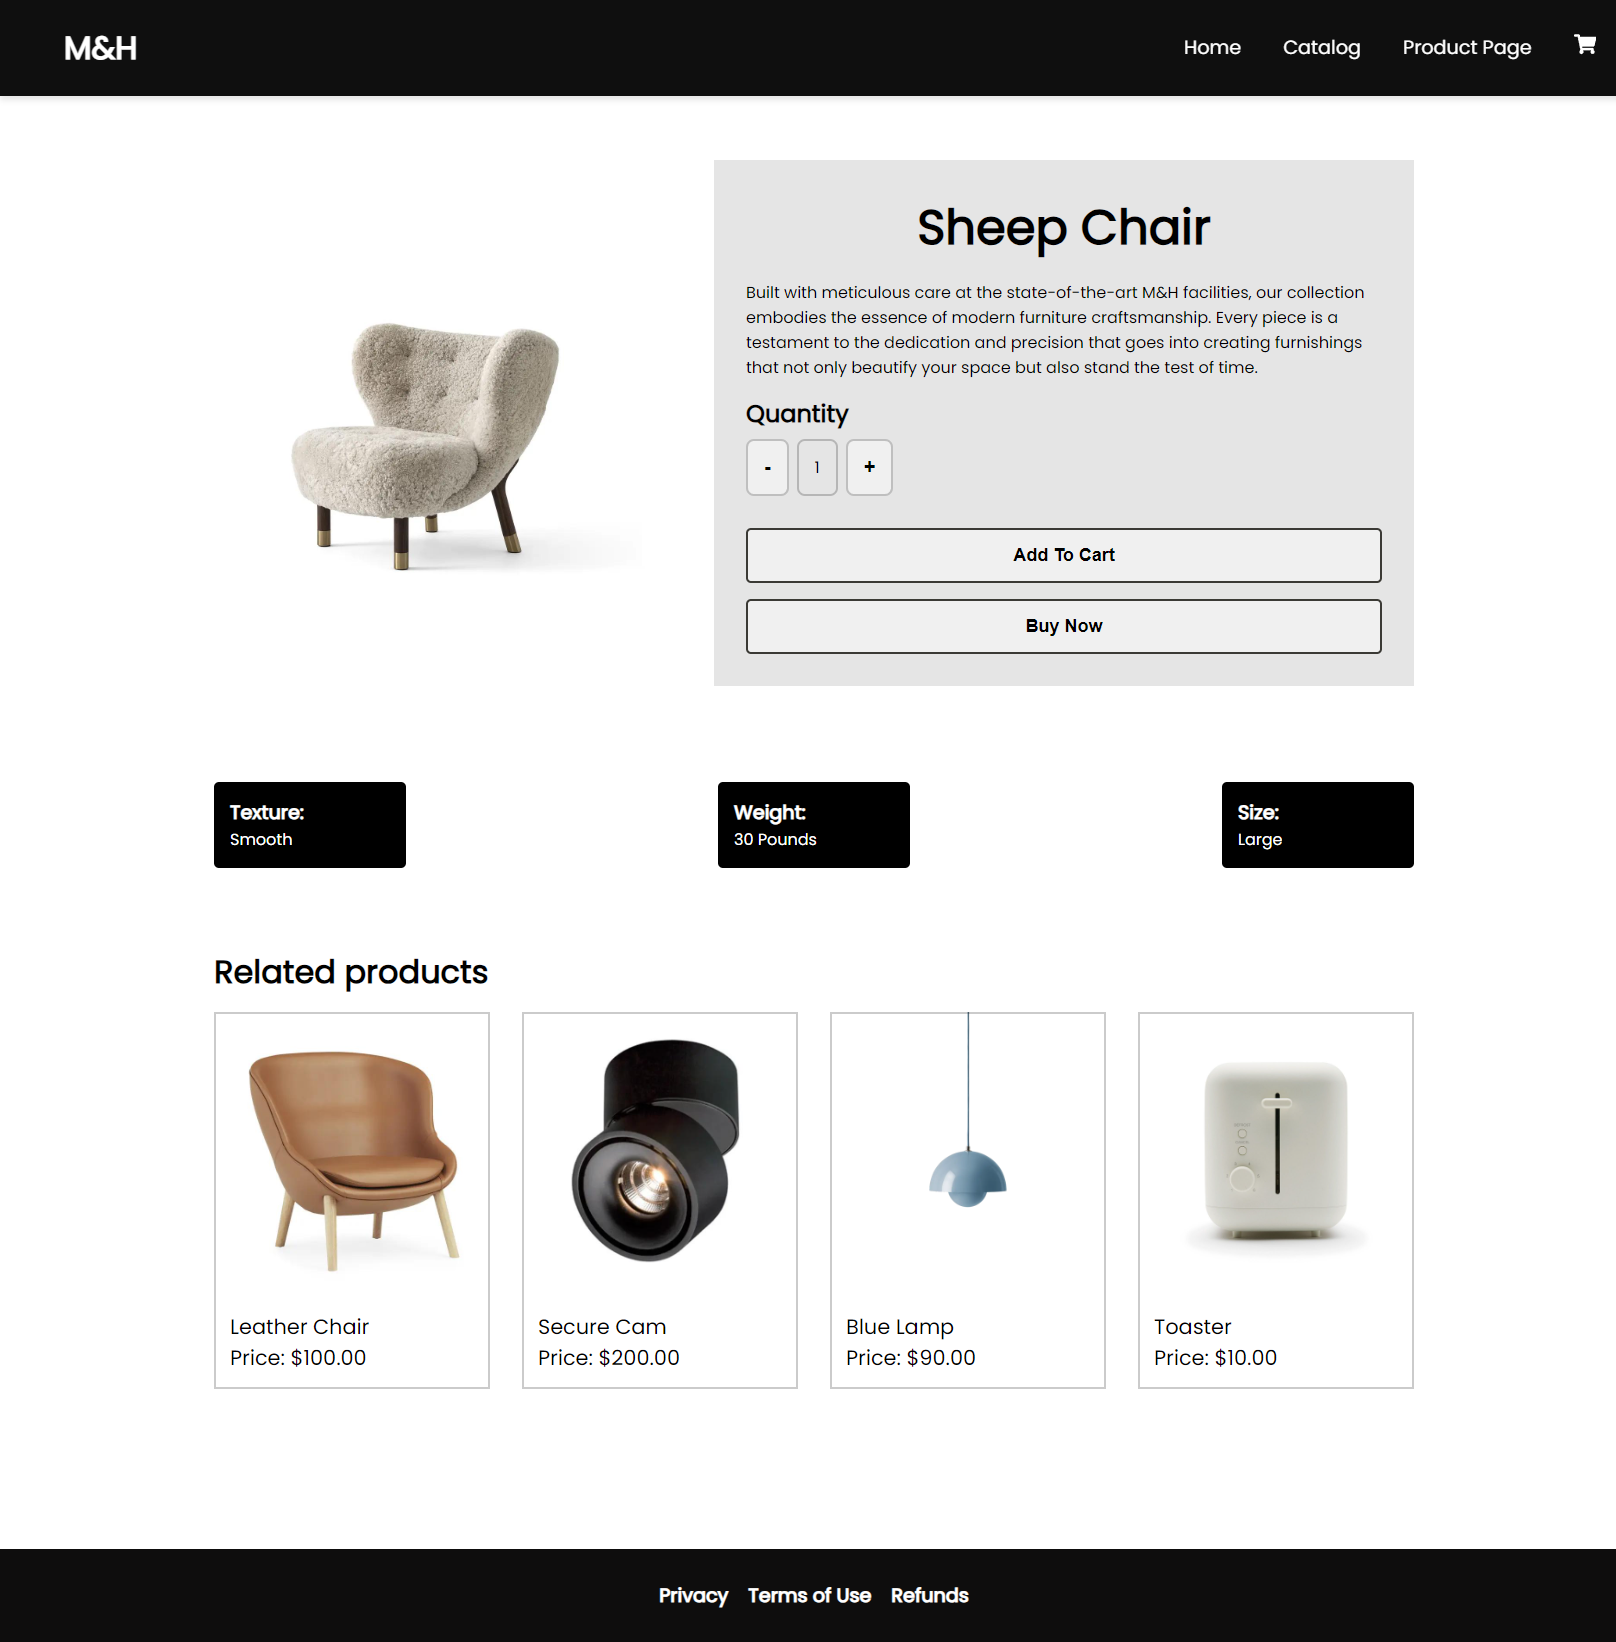 M&H
Home
Catalog
Product Page
Sheep Chair
Built with meticulous care at the state-of-the-art M&H facilities, our collection
embodies the essence of modern furniture craftsmanship. Every piece is a
testament to the dedication and precision that goes into creating furnishings
that not only beautify your space but also stand the test of time.
Quantity
- 1 +
Add To Cart
Buy Now
Texture:
Smooth
Weight:
30 Pounds
Size:
Large
Related products
Leather Chair
Price: $100.00
Secure Cam
Price: $200.00
Blue Lamp
Price: $90.00
Toaster
Price: $10.00
Privacy
Terms of Use
Refunds